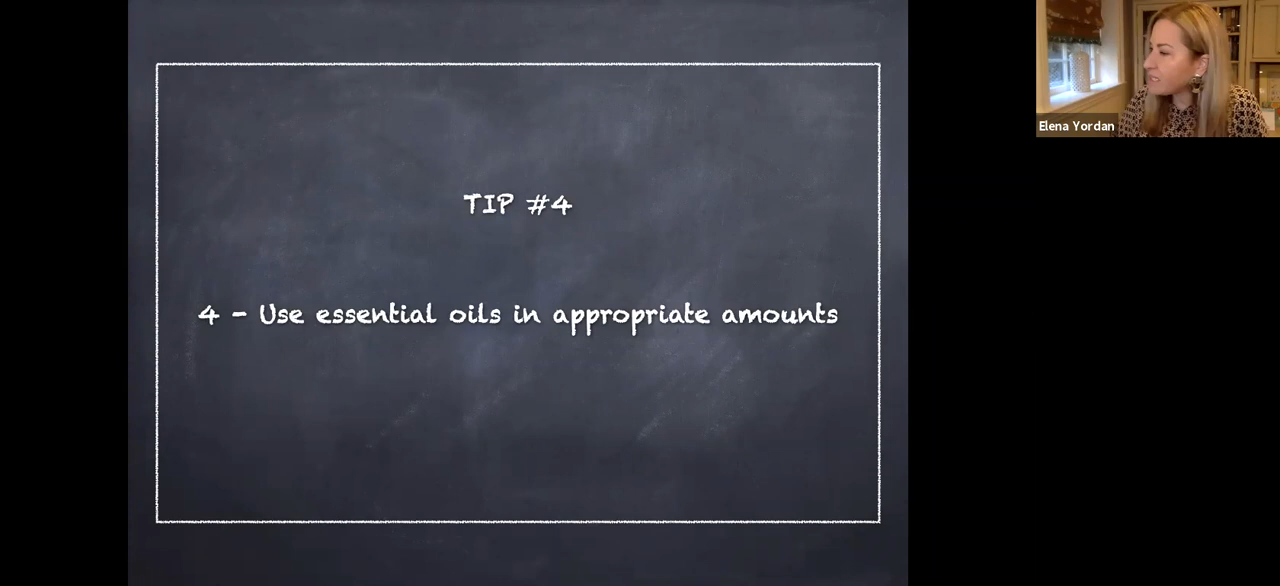 TIP #4
4 - Use essential oils in appropriate amounts
Elena Yordan